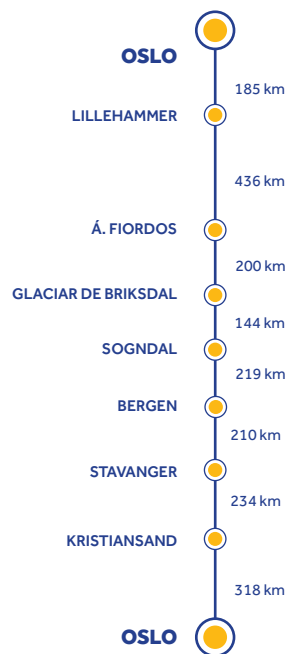 OSLO
185 km
LILLEHAMMER
436 km
Á. FIORDOS
200 km
GLACIAR DE BRIKSDAL
144 km
SOGNDAL
219 km
BERGEN
210 km
STAVANGER
234 km
KRISTIANSAND
318 km
OSLO